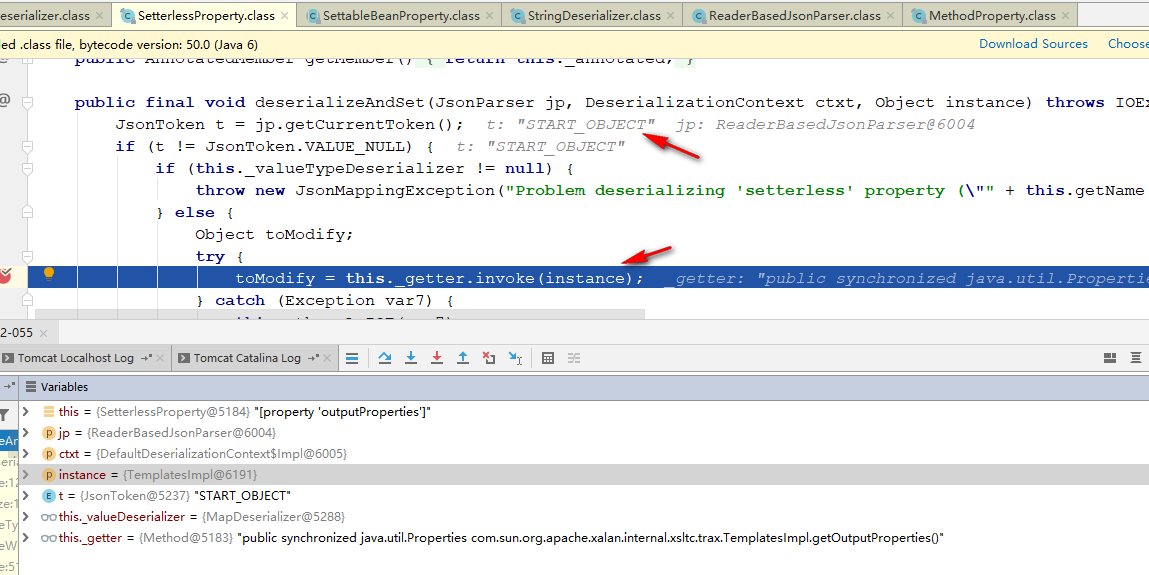 eserializer.class
SetterlessProperty.class
SettableBeanProperty.class
StringDeserializer.class
ReaderBasedJsonParser.class
MethodProperty.class
led .class file, bytecode version: 50.0 (Java 6)
Download Sources
Choose
public AnnotatedMember getMember() { return this._annotated; }
public final void deserializeAndSet(JsonParser jp, DeserializationContext ctxt, Object instance) throws IOEx
JsonToken t = jp.getCurrentToken(); t: "START_OBJECT" jp: ReaderBasedJsonParser@6004
if (t != JsonToken.VALUE_NULL) { t: "START_OBJECT"
if (this._valueTypeDeserializer != null) {
throw new JsonMappingException("Problem deserializing 'setterless' property (\"" + this.getName
} else {
Object toModify;
try {
toModify = this._getter.invoke(instance); _getter: "public synchronized java.util.Properties
} catch (Exception var7) {
2-055
Tomcat Localhost Log
Tomcat Catalina Log
Variables
this = {SetterlessProperty@5184} "[property 'outputProperties']"
jp = {ReaderBasedJsonParser@6004}
ctxt = {DefaultDeserializationContext$Impl@6005}
instance = {TemplatesImpl@6191}
t = {JsonToken@5237} "START_OBJECT"
this._valueDeserializer = {MapDeserializer@5288}
this._getter = {Method@5183} "public synchronized java.util.Properties com.sun.org.apache.xalan.internal.xsltc.trax.TemplatesImpl.getOutputProperties()"